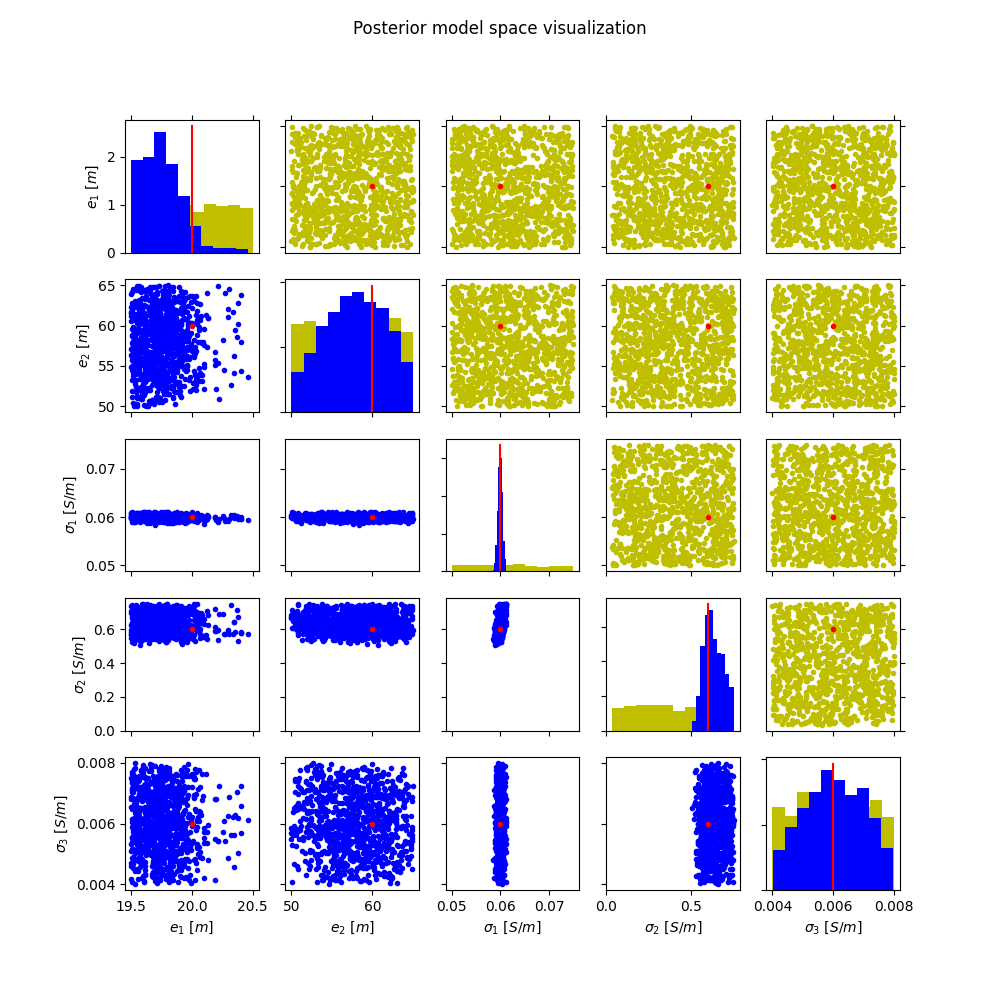 Posterior model space visualization
e₁ [m]
2
1
0
e₂ [m]
65
60
55
50
σ₁ [S/m]
0.07
0.06
0.05
σ₂ [S/m]
0.6
0.4
0.2
0.0
σ₃ [S/m]
0.008
0.006
0.004
19.5 20.0 20.5 50 60 0.05 0.06 0.07 0.0 0.5 0.004 0.006 0.008
e₁ [m] e₂ [m] σ₁ [S/m] σ₂ [S/m] σ₃ [S/m]